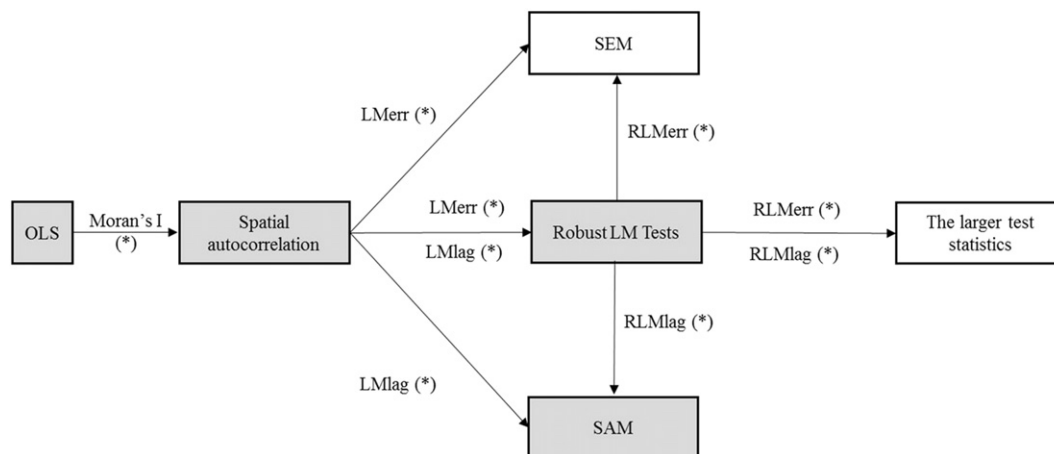 SEM
LMerr (*)
RLMerr (*)
OLS
Moran's I
(*)
Spatial
autocorrelation
LMerr (*)
LMlag (*)
Robust LM Tests
RLMerr (*)
RLMlag (*)
The larger test
statistics
RLMlag (*)
LMlag (*)
SAM